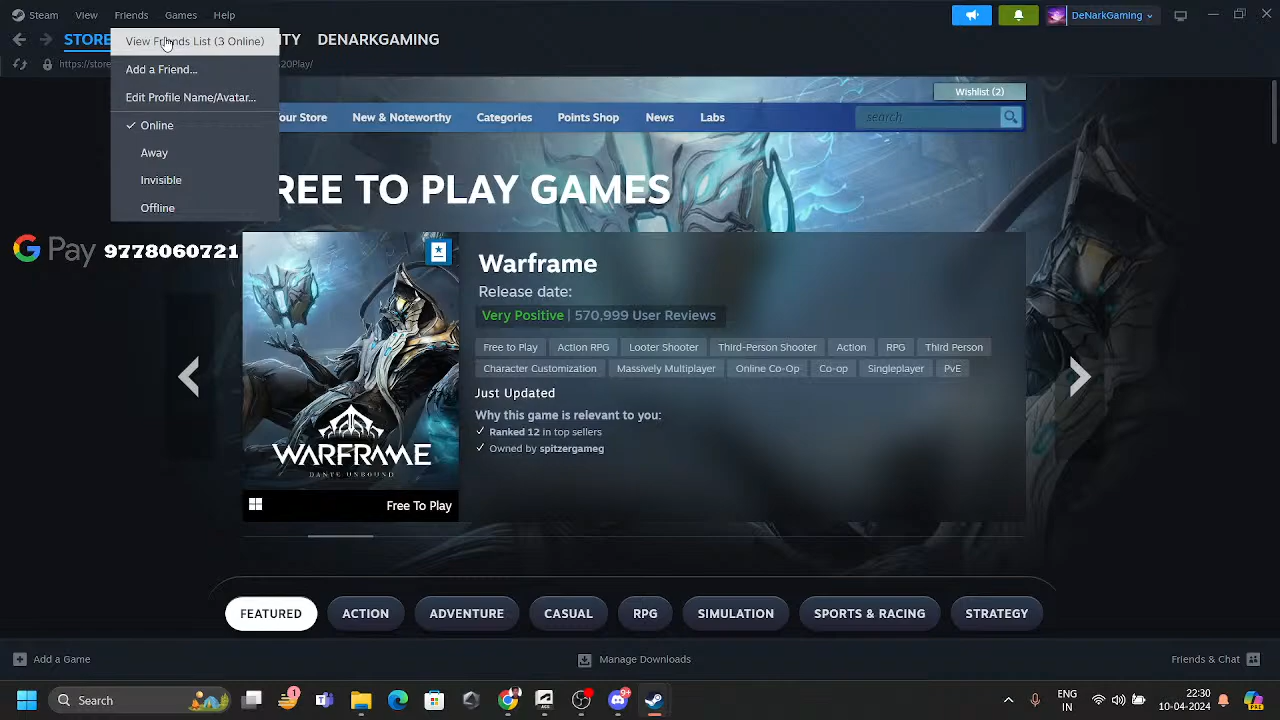 Steam View Friends Games Help
DeNarkGaming
STORE
ITY DENARKGAMING
https://store
20Play/
View Friends List (3 Online)
Add a Friend...
Edit Profile Name/Avatar...
Online
Away
Invisible
Offline
Wishlist (2)
our Store New & Noteworthy Categories Points Shop News Labs
search
REE TO PLAY GAMES
G Pay 9778060721
Warframe
Release date:
Very Positive | 570,999 User Reviews
Free to Play Action RPG Looter Shooter Third-Person Shooter Action RPG Third Person
Character Customization Massively Multiplayer Online Co-Op Co-op Singleplayer PvE
Just Updated
Why this game is relevant to you:
Ranked 12 in top sellers
Owned by spitzergameg
WARFRAME
DANTE UNBOUND
Free To Play
FEATURED ACTION ADVENTURE CASUAL RPG SIMULATION SPORTS & RACING STRATEGY
Add a Game
Manage Downloads
Friends & Chat
Search
ENG
IN
22:30
10-04-2024